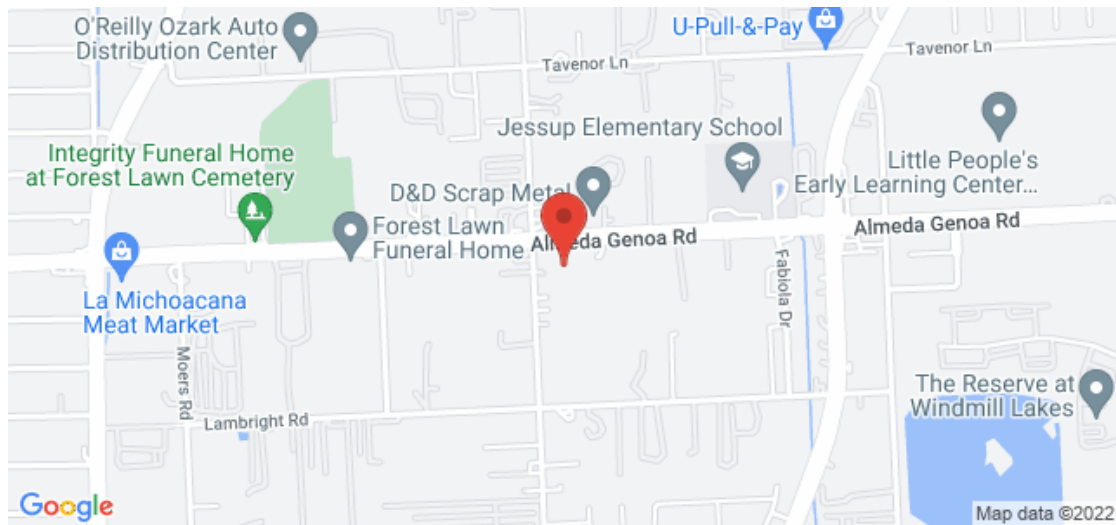 O'Reilly Ozark Auto
Distribution Center
U-Pull-&-Pay
Tavenor Ln
Tavenor Ln
Jessup Elementary School
Integrity Funeral Home
at Forest Lawn Cemetery
Little People's
Early Learning Center...
D&D Scrap Metal
Forest Lawn
Funeral Home
Almeda Genoa Rd
Almeda Genoa Rd
La Michoacana
Meat Market
Fabiola Dr
Moers Rd
The Reserve at
Windmill Lakes
Lambright Rd
Google
Map data ©2022